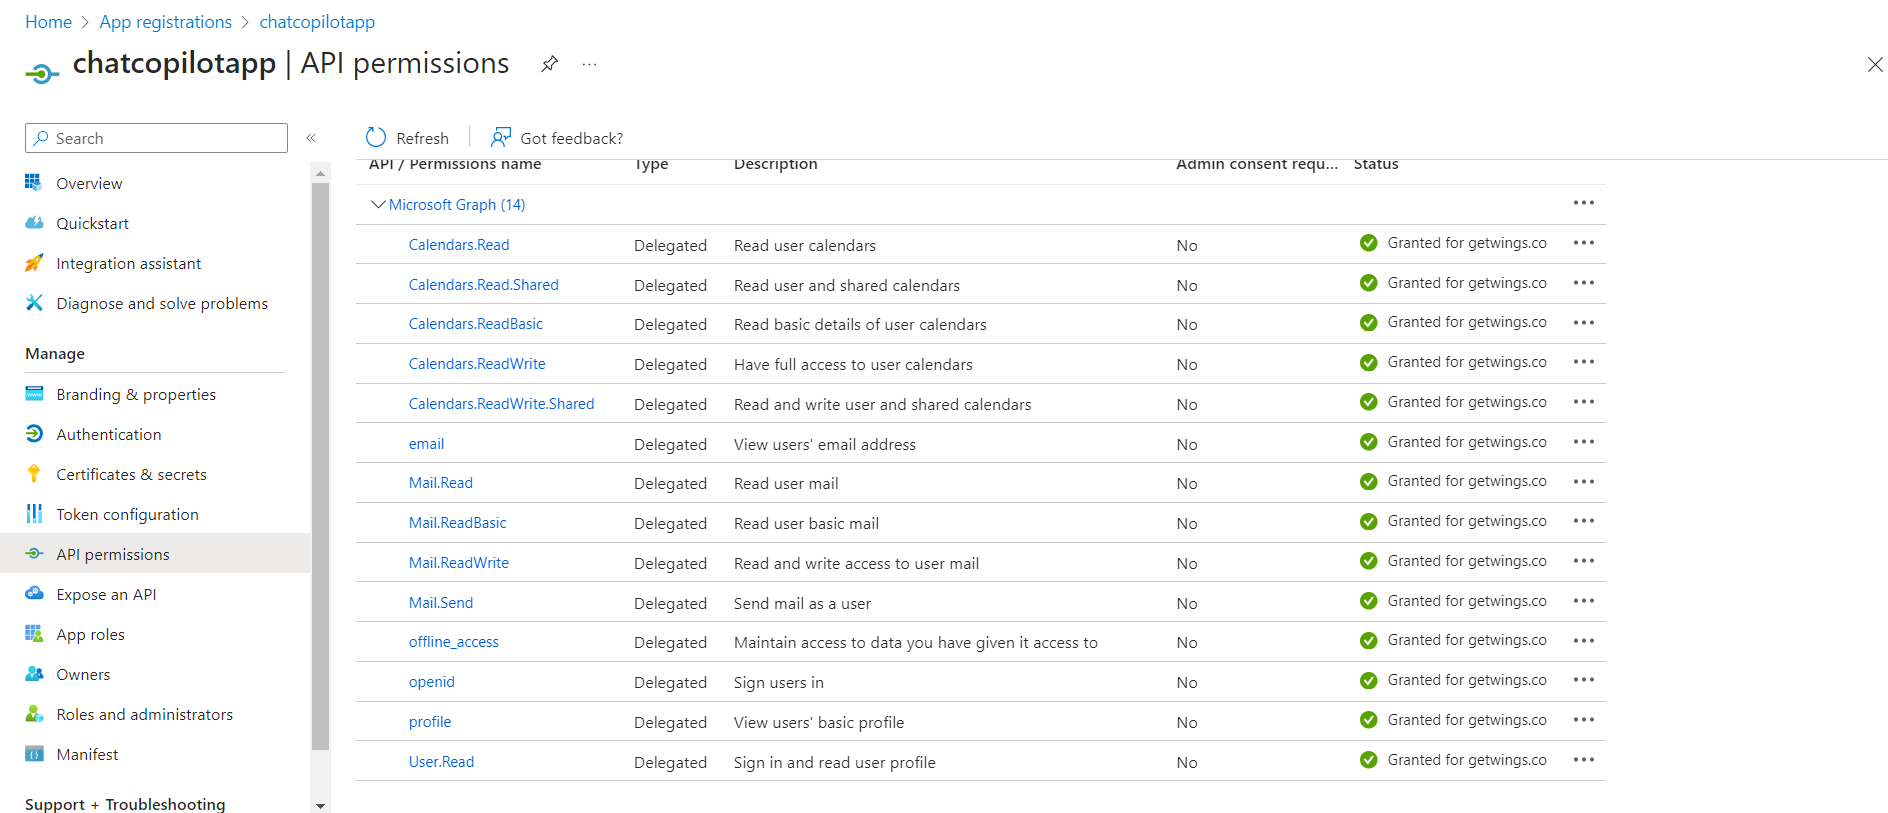 Home > App registrations > chatcopilotapp
chatcopilotapp | API permissions
Search
Overview
Quickstart
Integration assistant
Diagnose and solve problems
Manage
Branding & properties
Authentication
Certificates & secrets
Token configuration
API permissions
Expose an API
App roles
Owners
Roles and administrators
Manifest
Support + Troubleshooting
Refresh | Got feedback?
API / Permissions name Type Description Admin consent requ... Status
Microsoft Graph (14)
Calendars.Read Delegated Read user calendars No Granted for getwings.co
Calendars.Read.Shared Delegated Read user and shared calendars No Granted for getwings.co
Calendars.ReadBasic Delegated Read basic details of user calendars No Granted for getwings.co
Calendars.ReadWrite Delegated Have full access to user calendars No Granted for getwings.co
Calendars.ReadWrite.Shared Delegated Read and write user and shared calendars No Granted for getwings.co
email Delegated View users' email address No Granted for getwings.co
Mail.Read Delegated Read user mail No Granted for getwings.co
Mail.ReadBasic Delegated Read user basic mail No Granted for getwings.co
Mail.ReadWrite Delegated Read and write access to user mail No Granted for getwings.co
Mail.Send Delegated Send mail as a user No Granted for getwings.co
offline_access Delegated Maintain access to data you have given it access to No Granted for getwings.co
openid Delegated Sign users in No Granted for getwings.co
profile Delegated View users' basic profile No Granted for getwings.co
User.Read Delegated Sign in and read user profile No Granted for getwings.co